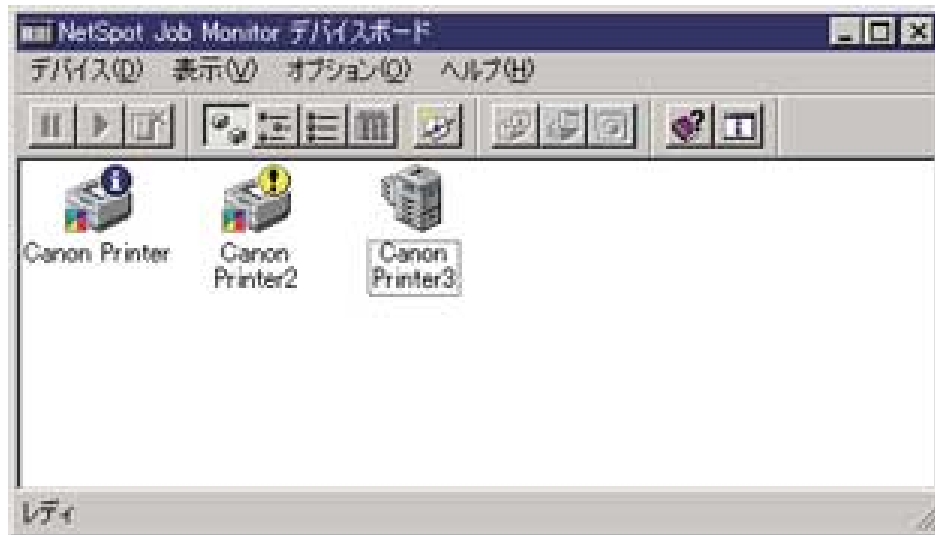 NetSpot Job Monitor デバイスボード
デバイス(D) 表示(V) オプション(O) ヘルプ(H)
Canon Printer
Canon
Printer2
Canon
Printer3
レディ